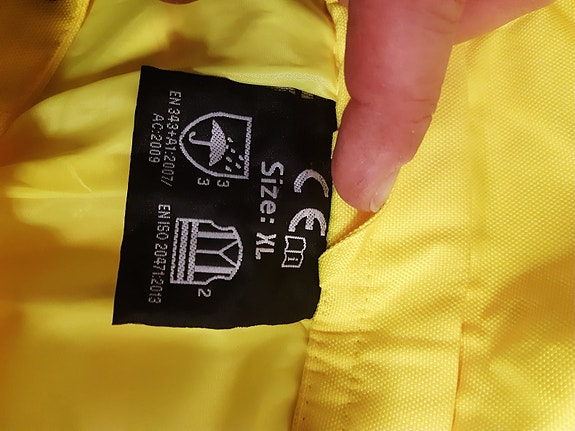 CE
Size: XL
3
3
2
EN 343+A1:2007/
AC:2009
EN ISO 20471:2013